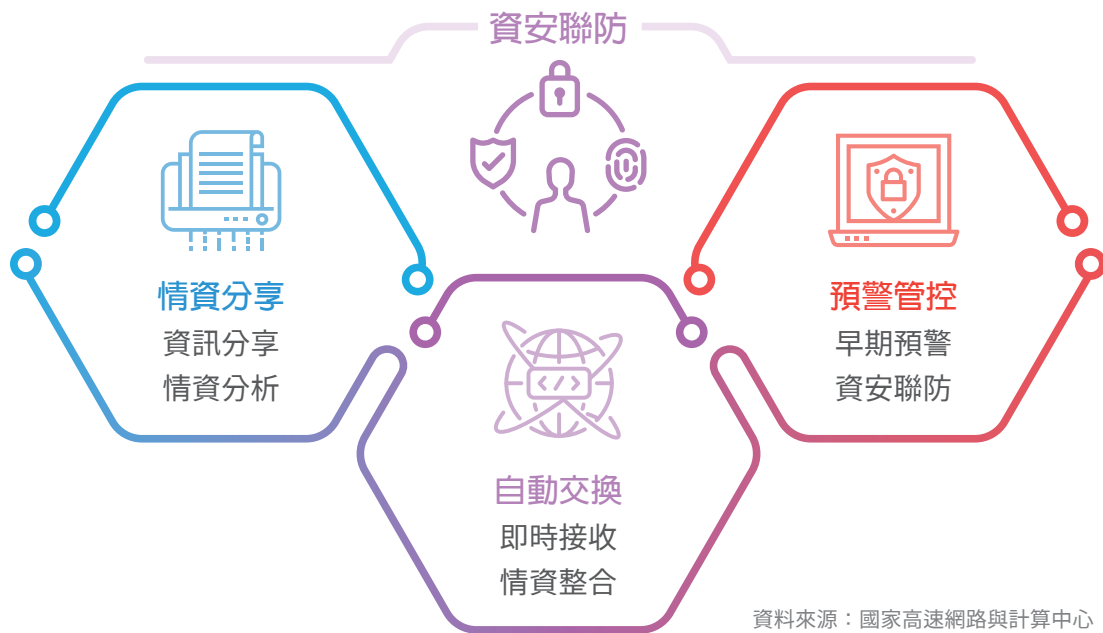 資安聯防
情資分享
資訊分享
情資分析
自動交換
即時接收
情資整合
預警管控
早期預警
資安聯防
資料來源：國家高速網路與計算中心